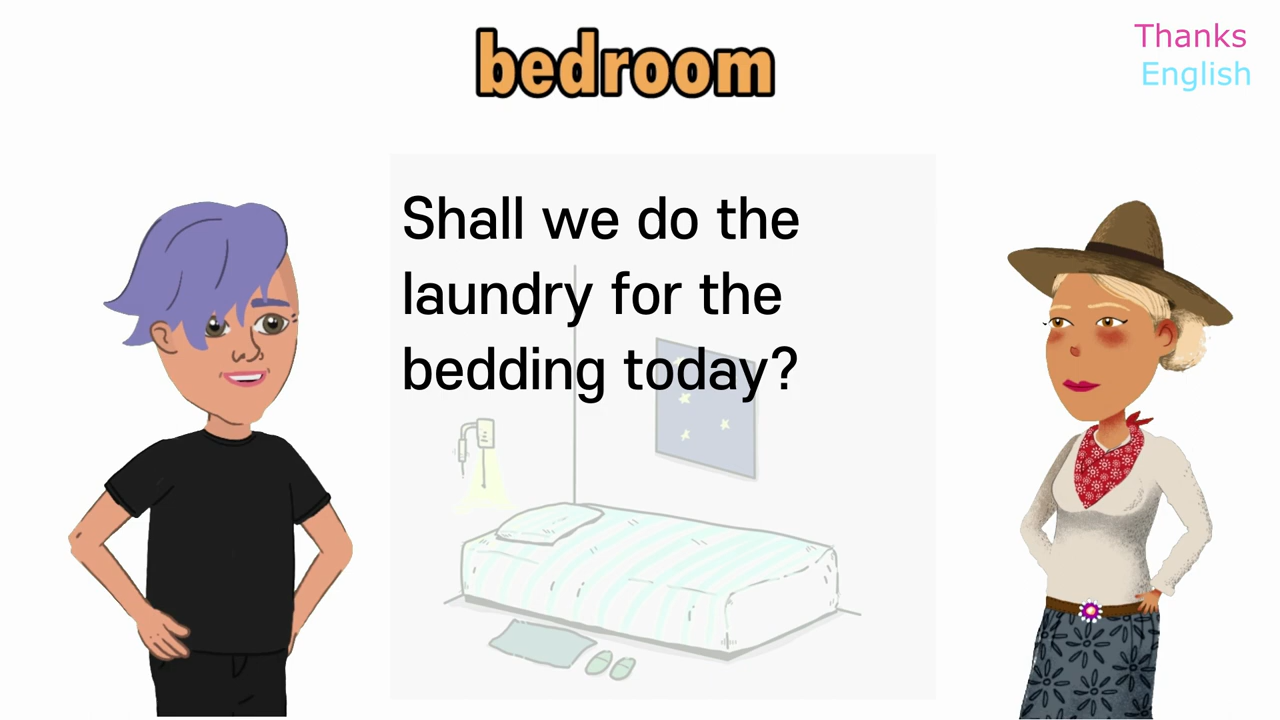 bedroom
Thanks
English
Shall we do the
laundry for the
bedding today?